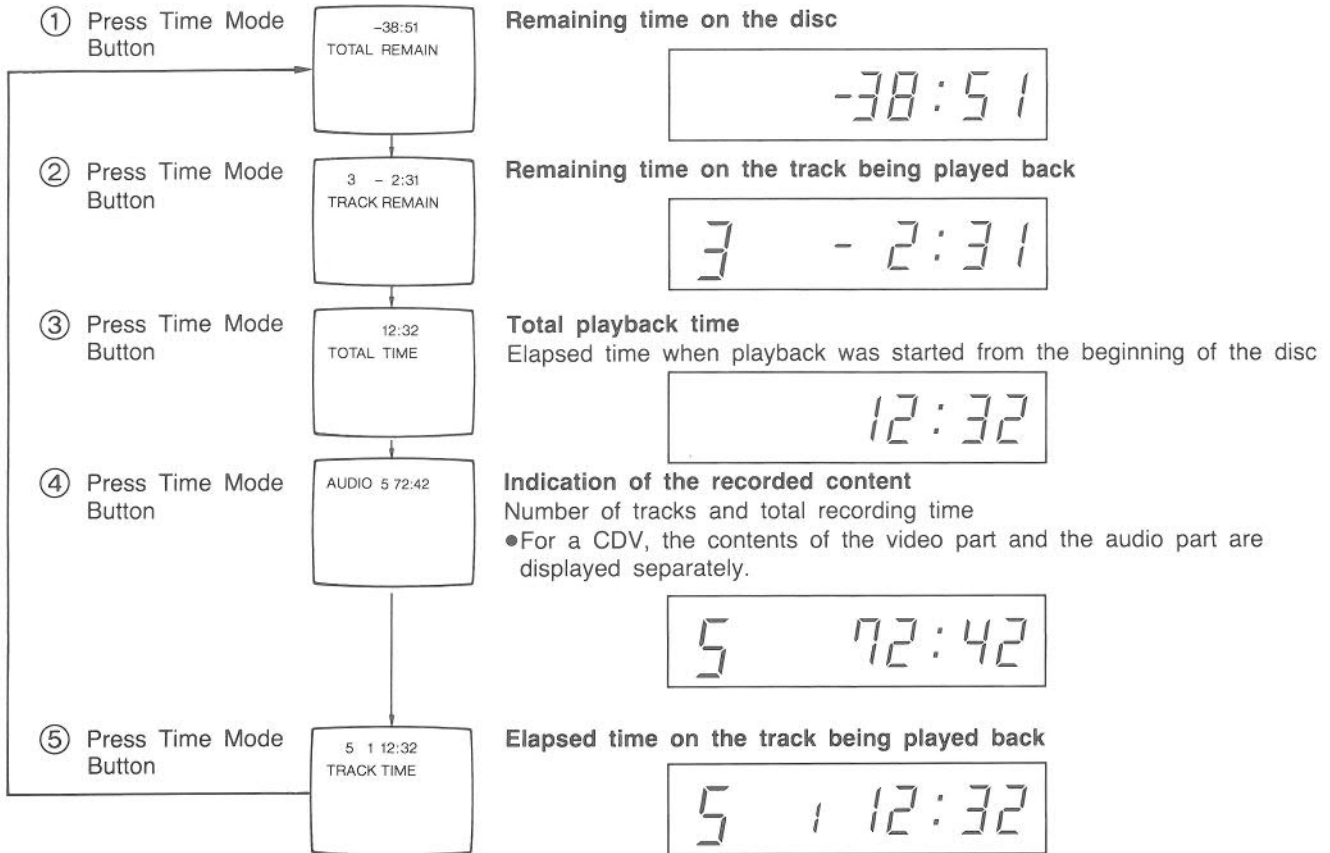 ① Press Time Mode
Button
-38:51
TOTAL REMAIN
Remaining time on the disc
-38:51
② Press Time Mode
Button
3 - 2:31
TRACK REMAIN
Remaining time on the track being played back
3 - 2:31
③ Press Time Mode
Button
12:32
TOTAL TIME
Total playback time
Elapsed time when playback was started from the beginning of the disc
12:32
④ Press Time Mode
Button
AUDIO 5 72:42
Indication of the recorded content
Number of tracks and total recording time
●For a CDV, the contents of the video part and the audio part are
displayed separately.
5 72:42
⑤ Press Time Mode
Button
5 1 12:32
TRACK TIME
Elapsed time on the track being played back
5 1 12:32